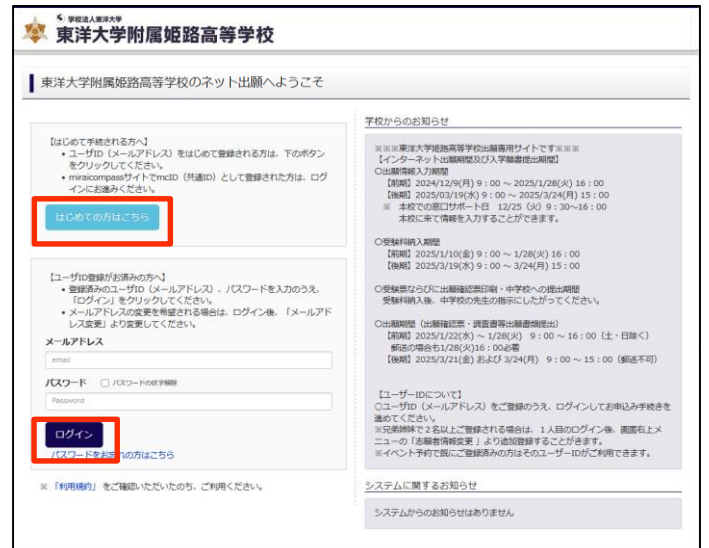 学校法人東洋大学
東洋大学附属姫路高等学校
東洋大学附属姫路高等学校のネット出願へようこそ
【はじめて手続される方へ】
• ユーザID（メールアドレス）をはじめて登録される方は、下のボタン
をクリックしてください。
• miraicompassサイトでmcID（共通ID）として登録された方は、ログ
インにお進みください。
はじめての方はこちら
【ユーザID登録がお済みの方へ】
• 登録済みのユーザID（メールアドレス）、パスワードを入力のうえ、
「ログイン」をクリックしてください。
• メールアドレスの変更を希望される場合は、ログイン後、「メールアド
レス変更」より変更してください。
メールアドレス
email
パスワード □ パスワードの伏字解除
Password
ログイン
パスワードをお忘れの方はこちら
※ 「利用規約」をご確認いただいたのち、ご利用ください。
学校からのお知らせ
※※※東洋大学姫路高等学校出願専用サイトです※※※
【インターネット出願期間及び入学願書提出期間】
○出願情報入力期間
【前期】2024/12/9(月) 9：00 ～ 2025/1/28(火) 16：00
【後期】2025/03/19(水) 9：00 ～ 2025/3/24(月) 15：00
※ 本校での窓口サポート日 12/25（火）9：30～16：00
本校に来て情報を入力することができます。
○受験料納入期間
【前期】2025/1/10(金) 9：00 ～ 1/28(火) 16：00
【後期】2025/3/19(水) 9：00 ～ 3/24(月) 15：00
○受験票ならびに出願確認票印刷・中学校への提出期間
受験料納入後、中学校の先生の指示にしたがってください。
○出願期間（出願確認票・調査書等出願書類提出）
【前期】2025/1/22(水) ～ 1/28(火) 9：00 ～ 16：00（土・日除く）
郵送の場合も1/28(火)16：00必着
【後期】2025/3/21(金) および 3/24(月) 9：00 ～ 15：00（郵送不可）
【ユーザーIDについて】
○ユーザID（メールアドレス）をご登録のうえ、ログインしてお申込み手続きを
進めてください。
※兄弟姉妹で２名以上ご登録される場合は、１人目のログイン後、画面右上メ
ニューの「志願者情報変更」より追加登録することができます。
※イベント予約で既にご登録済みの方はそのユーザーIDがご利用できます。
システムに関するお知らせ
システムからのお知らせはありません